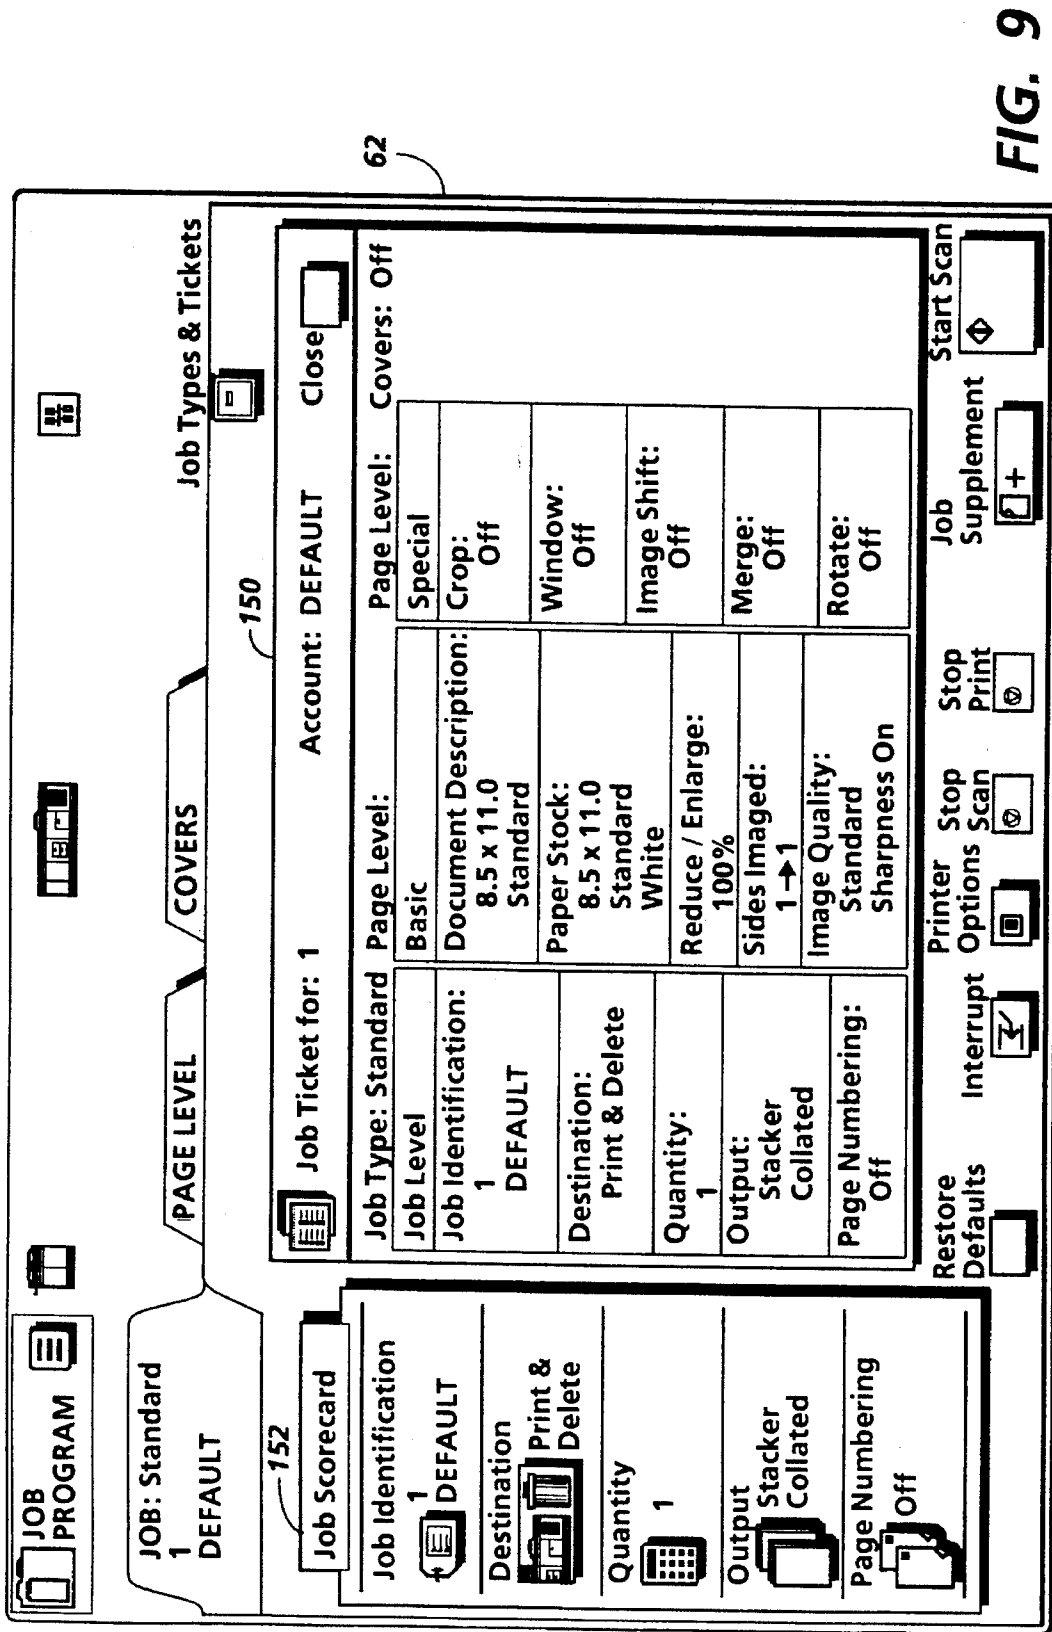 JOB
PROGRAM
JOB: Standard
1
DEFAULT
PAGE LEVEL
COVERS
Job Types & Tickets
62
152
150
Job Scorecard
Job Identification
1
DEFAULT
Destination
Print &
Delete
Quantity
1
Output
Stacker
Collated
Page Numbering
Off
Job Ticket for: 1
Account: DEFAULT
Close
Job Type: Standard
Job Level
Job Identification:
1
DEFAULT
Destination:
Print & Delete
Quantity:
1
Output:
Stacker
Collated
Page Numbering:
Off
Page Level:
Basic
Document Description:
8.5 x 11.0
Standard
Paper Stock:
8.5 x 11.0
Standard
White
Reduce / Enlarge:
100%
Sides Imaged:
1→1
Image Quality:
Standard
Sharpness On
Page Level:
Special
Crop:
Off
Window:
Off
Image Shift:
Off
Merge:
Off
Rotate:
Off
Covers: Off
Restore
Defaults
Interrupt
Printer
Options
Stop
Scan
Stop
Print
Job
Supplement
+
Start Scan
FIG. 9